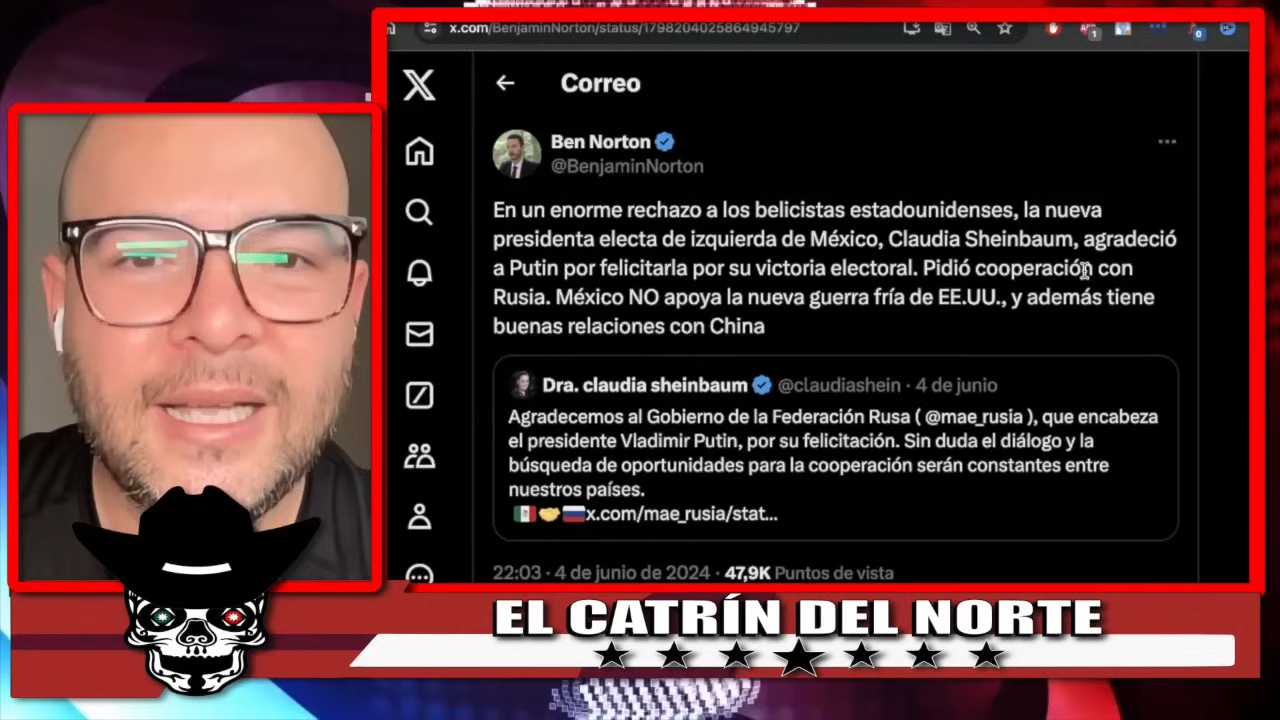 x.com/BenjaminNorton/status/1798204025864945797
Correo
Ben Norton
@BenjaminNorton
En un enorme rechazo a los belicistas estadounidenses, la nueva
presidenta electa de izquierda de México, Claudia Sheinbaum, agradeció
a Putin por felicitarla por su victoria electoral. Pidió cooperación con
Rusia. México NO apoya la nueva guerra fría de EE.UU., y además tiene
buenas relaciones con China
Dra. claudia sheinbaum @claudiashein · 4 de junio
Agradecemos al Gobierno de la Federación Rusa ( @mae_rusia ), que encabeza
el presidente Vladimir Putin, por su felicitación. Sin duda el diálogo y la
búsqueda de oportunidades para la cooperación serán constantes entre
nuestros países.
x.com/mae_rusia/stat...
22:03 · 4 de junio de 2024 · 47,9K Puntos de vista
EL CATRÍN DEL NORTE